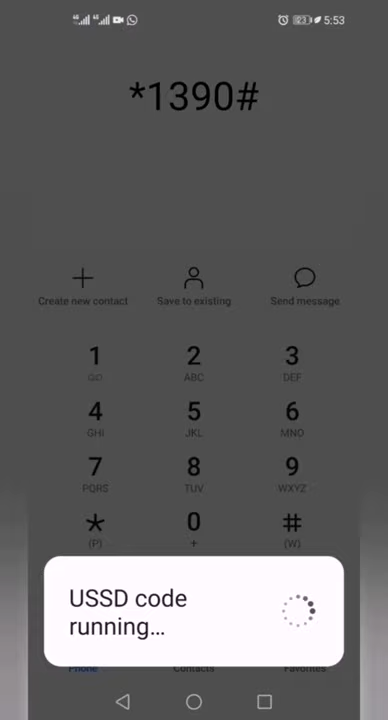 5:53
*1390#
Create new contact
Save to existing
Send message
1
2
3
ABC
DEF
4
5
6
GHI
JKL
MNO
7
8
9
PQRS
TUV
WXYZ
*
0
#
(P)
+
(W)
USSD code
running...
Phone
Contacts
Favorites